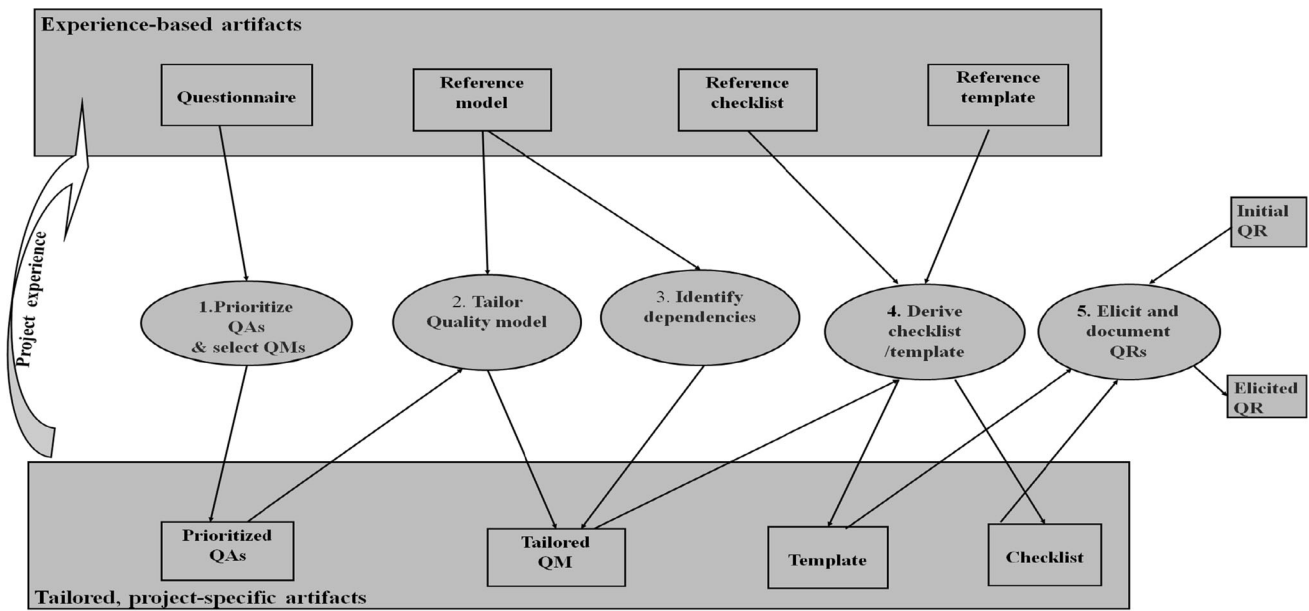 Experience-based artifacts
Questionnaire
Reference
model
Reference
checklist
Reference
template
Project experience
Initial
QR
1.Prioritize
QAs
& select QMs
2. Tailor
Quality model
3. Identify
dependencies
4. Derive
checklist
/template
5. Elicit and
document
QRs
Elicited
QR
Prioritized
QAs
Tailored
QM
Template
Checklist
Tailored, project-specific artifacts